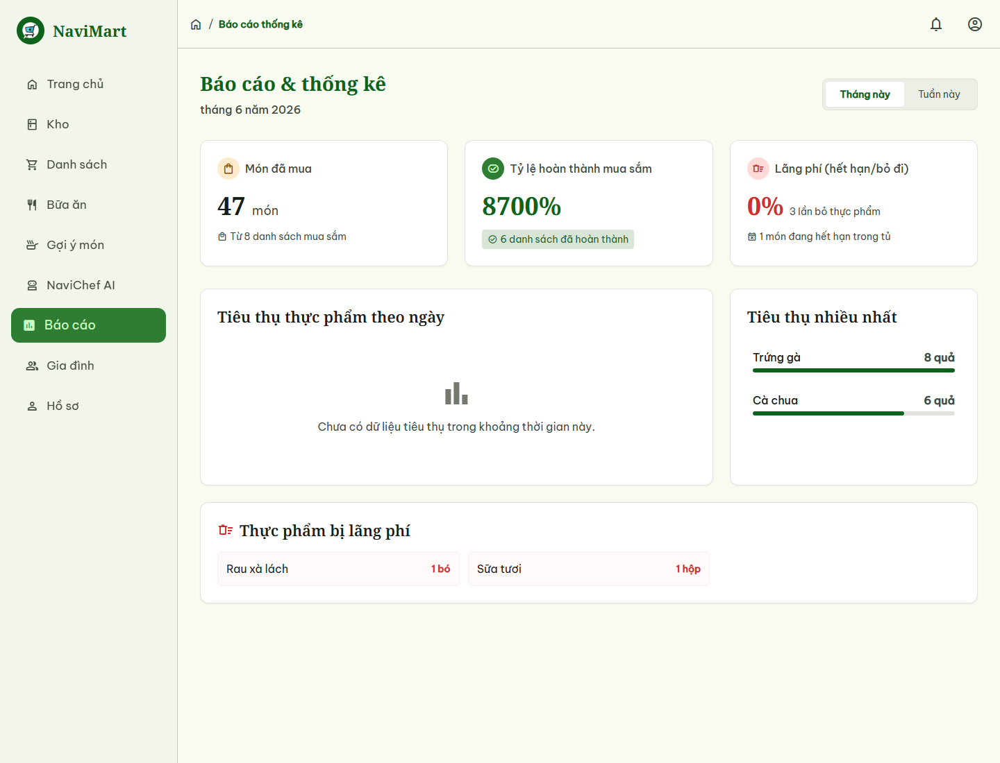 NaviMart
Trang chủ
Kho
Danh sách
Bữa ăn
Gợi ý món
NaviChef AI
Báo cáo
Gia đình
Hồ sơ
/ Báo cáo thống kê
Báo cáo & thống kê
tháng 6 năm 2026
Tháng này
Tuần này
Món đã mua
47 món
Từ 8 danh sách mua sắm
Tỷ lệ hoàn thành mua sắm
8700%
6 danh sách đã hoàn thành
Lãng phí (hết hạn/bỏ đi)
0% 3 lần bỏ thực phẩm
1 món đang hết hạn trong tủ
Tiêu thụ thực phẩm theo ngày
Chưa có dữ liệu tiêu thụ trong khoảng thời gian này.
Tiêu thụ nhiều nhất
Trứng gà 8 quả
Cà chua 6 quả
Thực phẩm bị lãng phí
Rau xà lách 1 bó
Sữa tươi 1 hộp